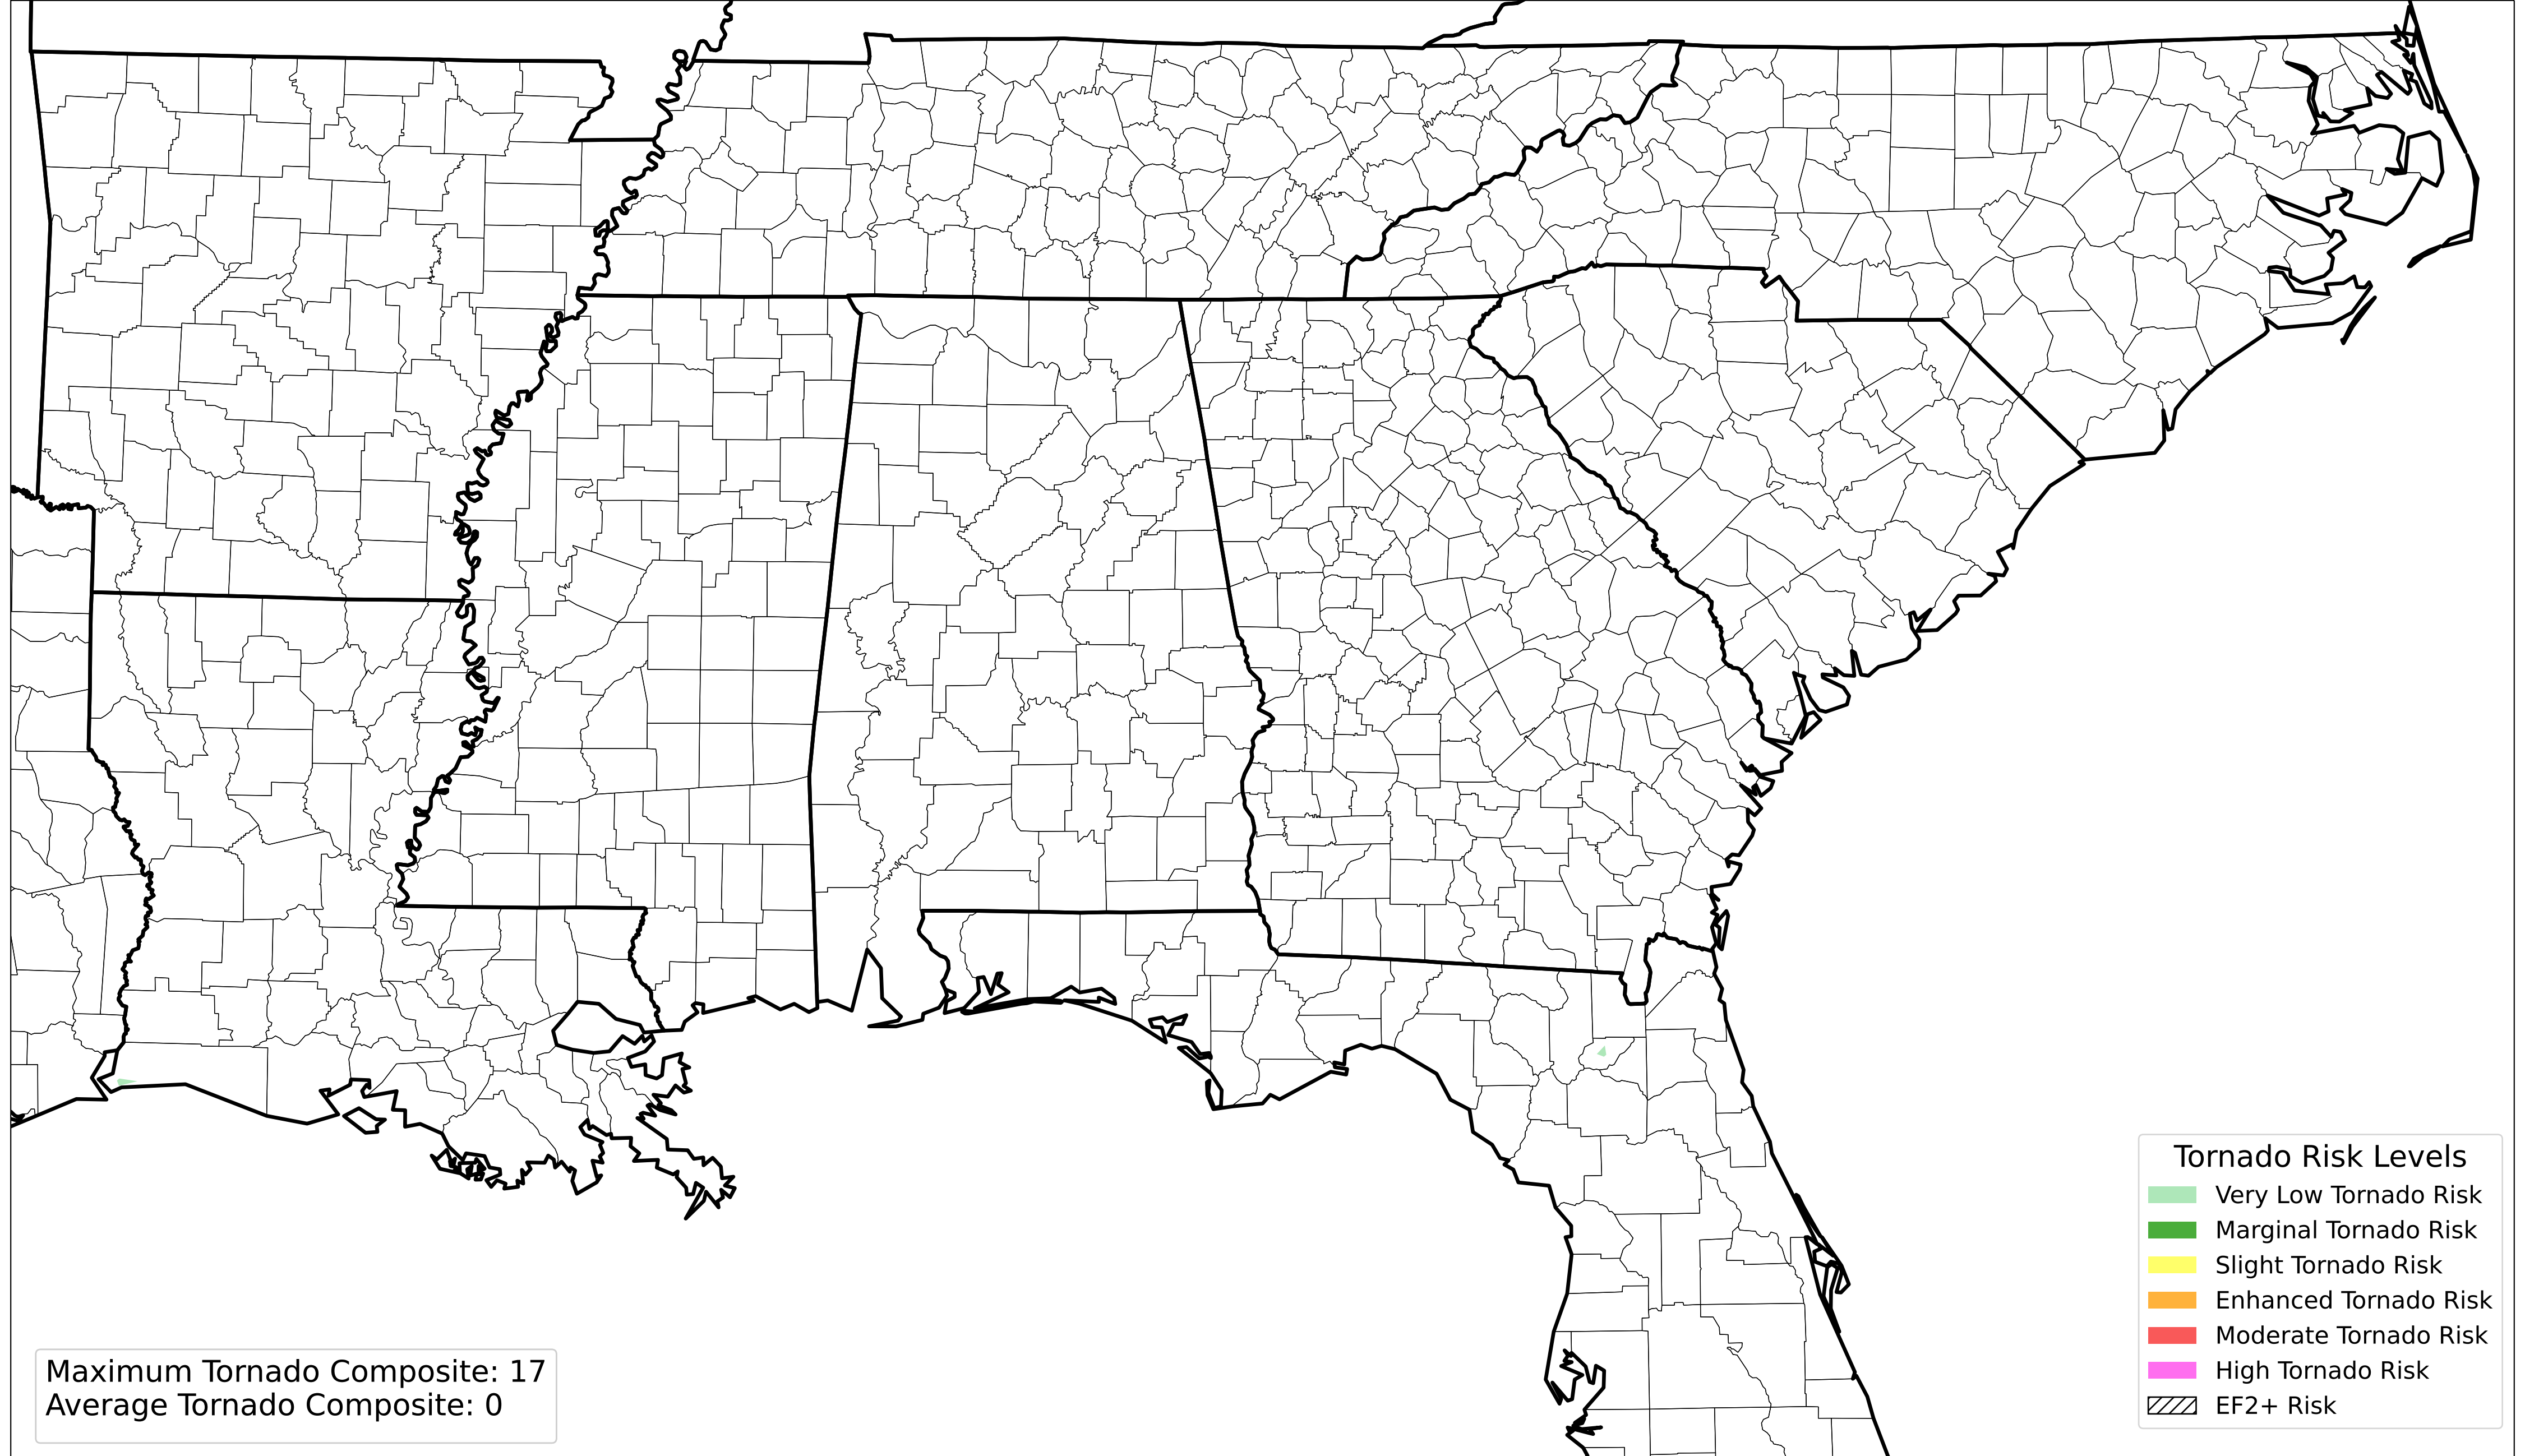 Tornado Risk Levels
Very Low Tornado Risk
Marginal Tornado Risk
Slight Tornado Risk
Enhanced Tornado Risk
Moderate Tornado Risk
High Tornado Risk
EF2+ Risk
Maximum Tornado Composite: 17
Average Tornado Composite: 0